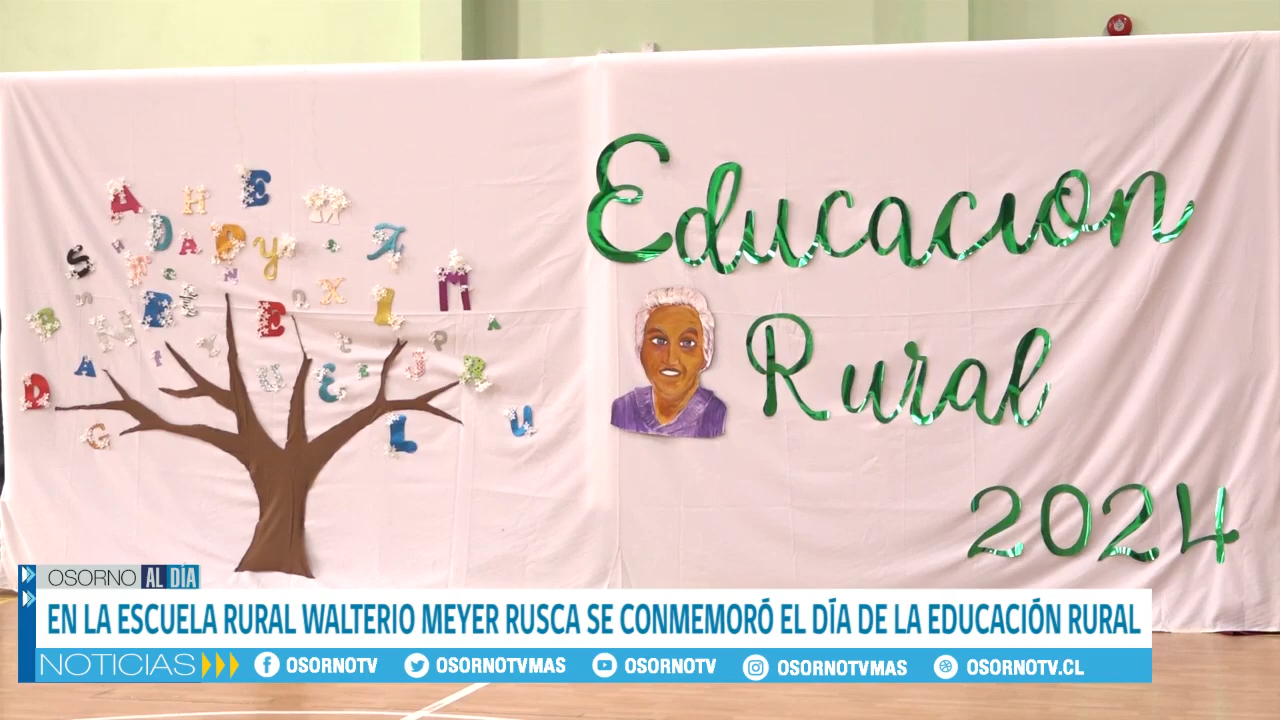 Educacion
Rural
2024
A H E M
S N D A D P Y A
M
B
E X L
D A
U E J R
G
L U
OSORNO AL DÍA
EN LA ESCUELA RURAL WALTERIO MEYER RUSCA SE CONMEMORÓ EL DÍA DE LA EDUCACIÓN RURAL
NOTICIAS
OSORNOTV
OSORNOTVMAS
OSORNOTV
OSORNOTVMAS
OSORNOTV.CL